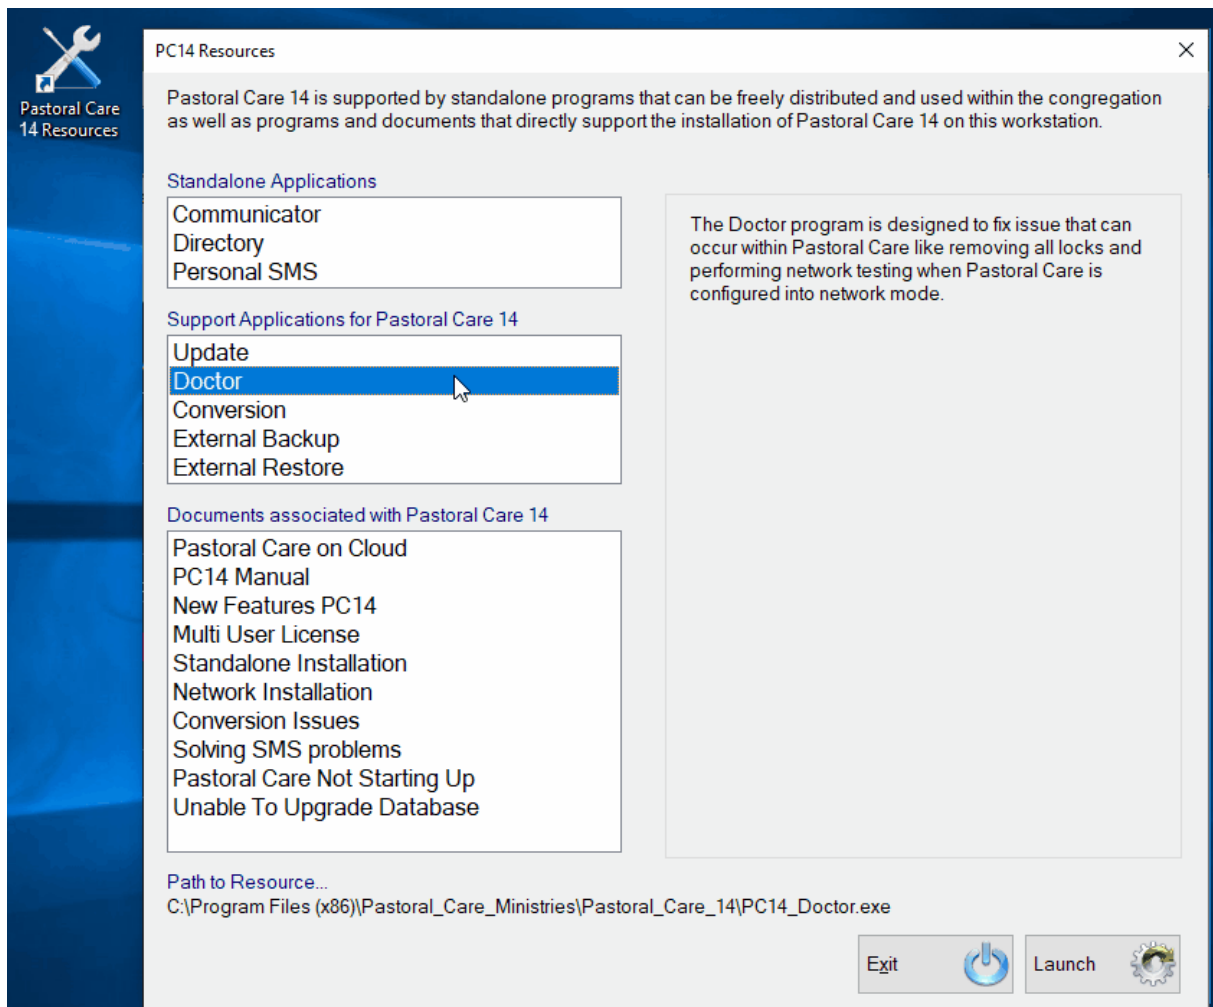 Pastoral Care
14 Resources
PC14 Resources
Pastoral Care 14 is supported by standalone programs that can be freely distributed and used within the congregation
as well as programs and documents that directly support the installation of Pastoral Care 14 on this workstation.
Standalone Applications
Communicator
Directory
Personal SMS
Support Applications for Pastoral Care 14
Update
Doctor
Conversion
External Backup
External Restore
Documents associated with Pastoral Care 14
Pastoral Care on Cloud
PC14 Manual
New Features PC14
Multi User License
Standalone Installation
Network Installation
Conversion Issues
Solving SMS problems
Pastoral Care Not Starting Up
Unable To Upgrade Database
The Doctor program is designed to fix issue that can
occur within Pastoral Care like removing all locks and
performing network testing when Pastoral Care is
configured into network mode.
Path to Resource...
C:\Program Files (x86)\Pastoral_Care_Ministries\Pastoral_Care_14\PC14_Doctor.exe
Exit
Launch